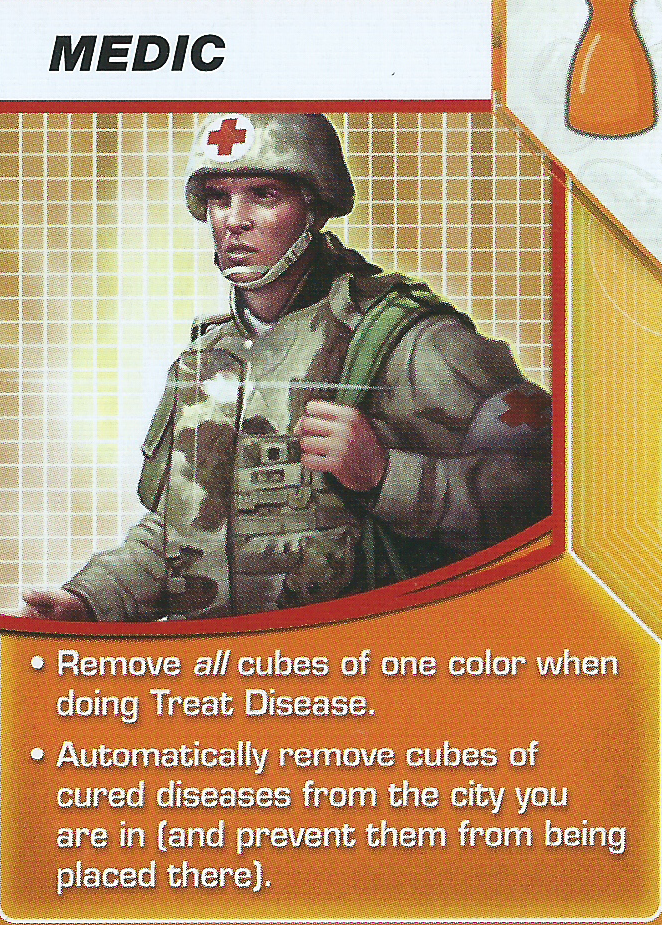 MEDIC
• Remove all cubes of one color when
doing Treat Disease.
• Automatically remove cubes of
cured diseases from the city you
are in (and prevent them from being
placed there).